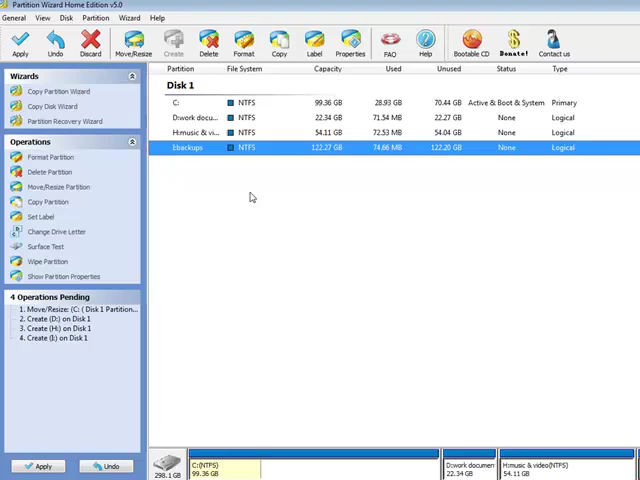 Partition Wizard Home Edition v5.0
General View Disk Partition Wizard Help
Apply Undo Discard Move/Resize Create Delete Format Copy Label Properties FAQ Help Bootable CD Donate! Contact us
Partition File System Capacity Used Unused Status Type
Disk 1
C: NTFS 99.36 GB 28.93 GB 70.44 GB Active & Boot & System Primary
D:work docu... NTFS 22.34 GB 71.54 MB 22.27 GB None Logical
H:music & vi... NTFS 54.11 GB 72.53 MB 54.04 GB None Logical
I:backups NTFS 122.27 GB 74.66 MB 122.20 GB None Logical
Wizards
Copy Partition Wizard
Copy Disk Wizard
Partition Recovery Wizard
Operations
Format Partition
Delete Partition
Move/Resize Partition
Copy Partition
Set Label
Change Drive Letter
Surface Test
Wipe Partition
Show Partition Properties
4 Operations Pending
1. Move/Resize: (C: ( Disk 1 Partition...
2. Create (D:) on Disk 1
3. Create (H:) on Disk 1
4. Create (I:) on Disk 1
Apply Undo
298.1 GB
C:(NTFS)
99.36 GB
D:work documen
22.34 GB
H:music & video(NTFS)
54.11 GB